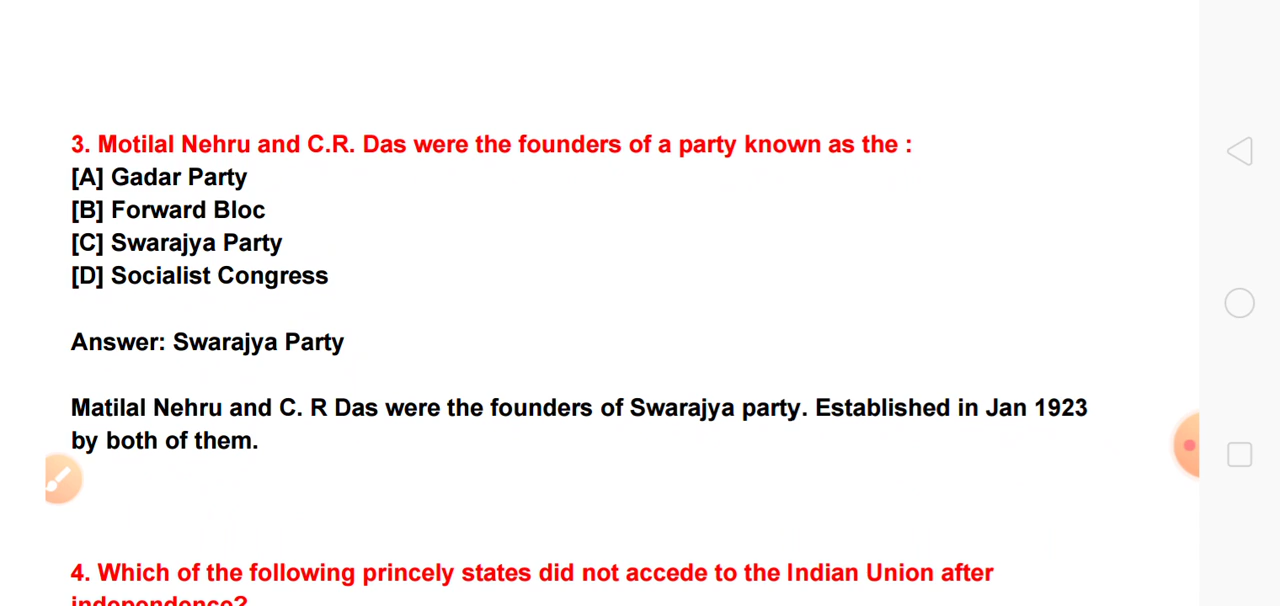 3. Motilal Nehru and C.R. Das were the founders of a party known as the :
[A] Gadar Party
[B] Forward Bloc
[C] Swarajya Party
[D] Socialist Congress
Answer: Swarajya Party
Matilal Nehru and C. R Das were the founders of Swarajya party. Established in Jan 1923
by both of them.
4. Which of the following princely states did not accede to the Indian Union after
independence?